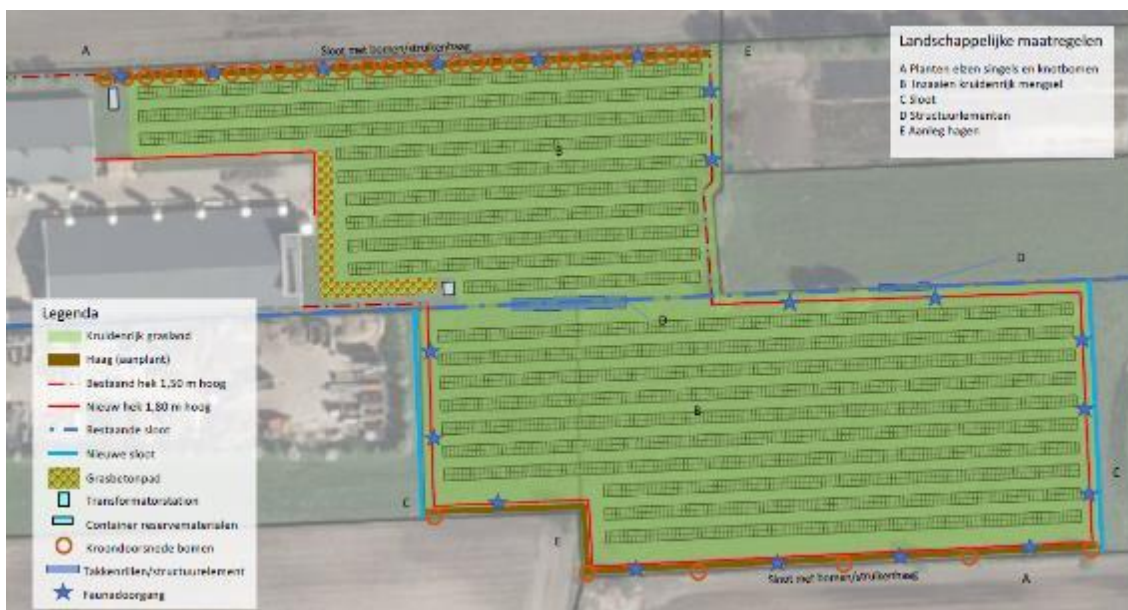 A
Sloot met bomen/struikenhaag
E
Landschappelijke maatregelen
A Planten elzen singels en knotbomen
B Inzaaien kruidenrijk mengsel
C Sloot
D Structuurlementen
E Aanleg hagen
B
D
D
Legenda
Kruidenrijk grasland
Haag (aanplant)
Bestaand hek 1,50 m hoog
Nieuw hek 1,80 m hoog
Bestaande sloot
Nieuwe sloot
Grasbetonpad
Transformatorstation
Container reservematerialen
Kroondoorsnede bomen
Takkenrillen/structuurelement
Faunadoorgang
B
C
C
E
Sloot met bomen/struikenhaag
A